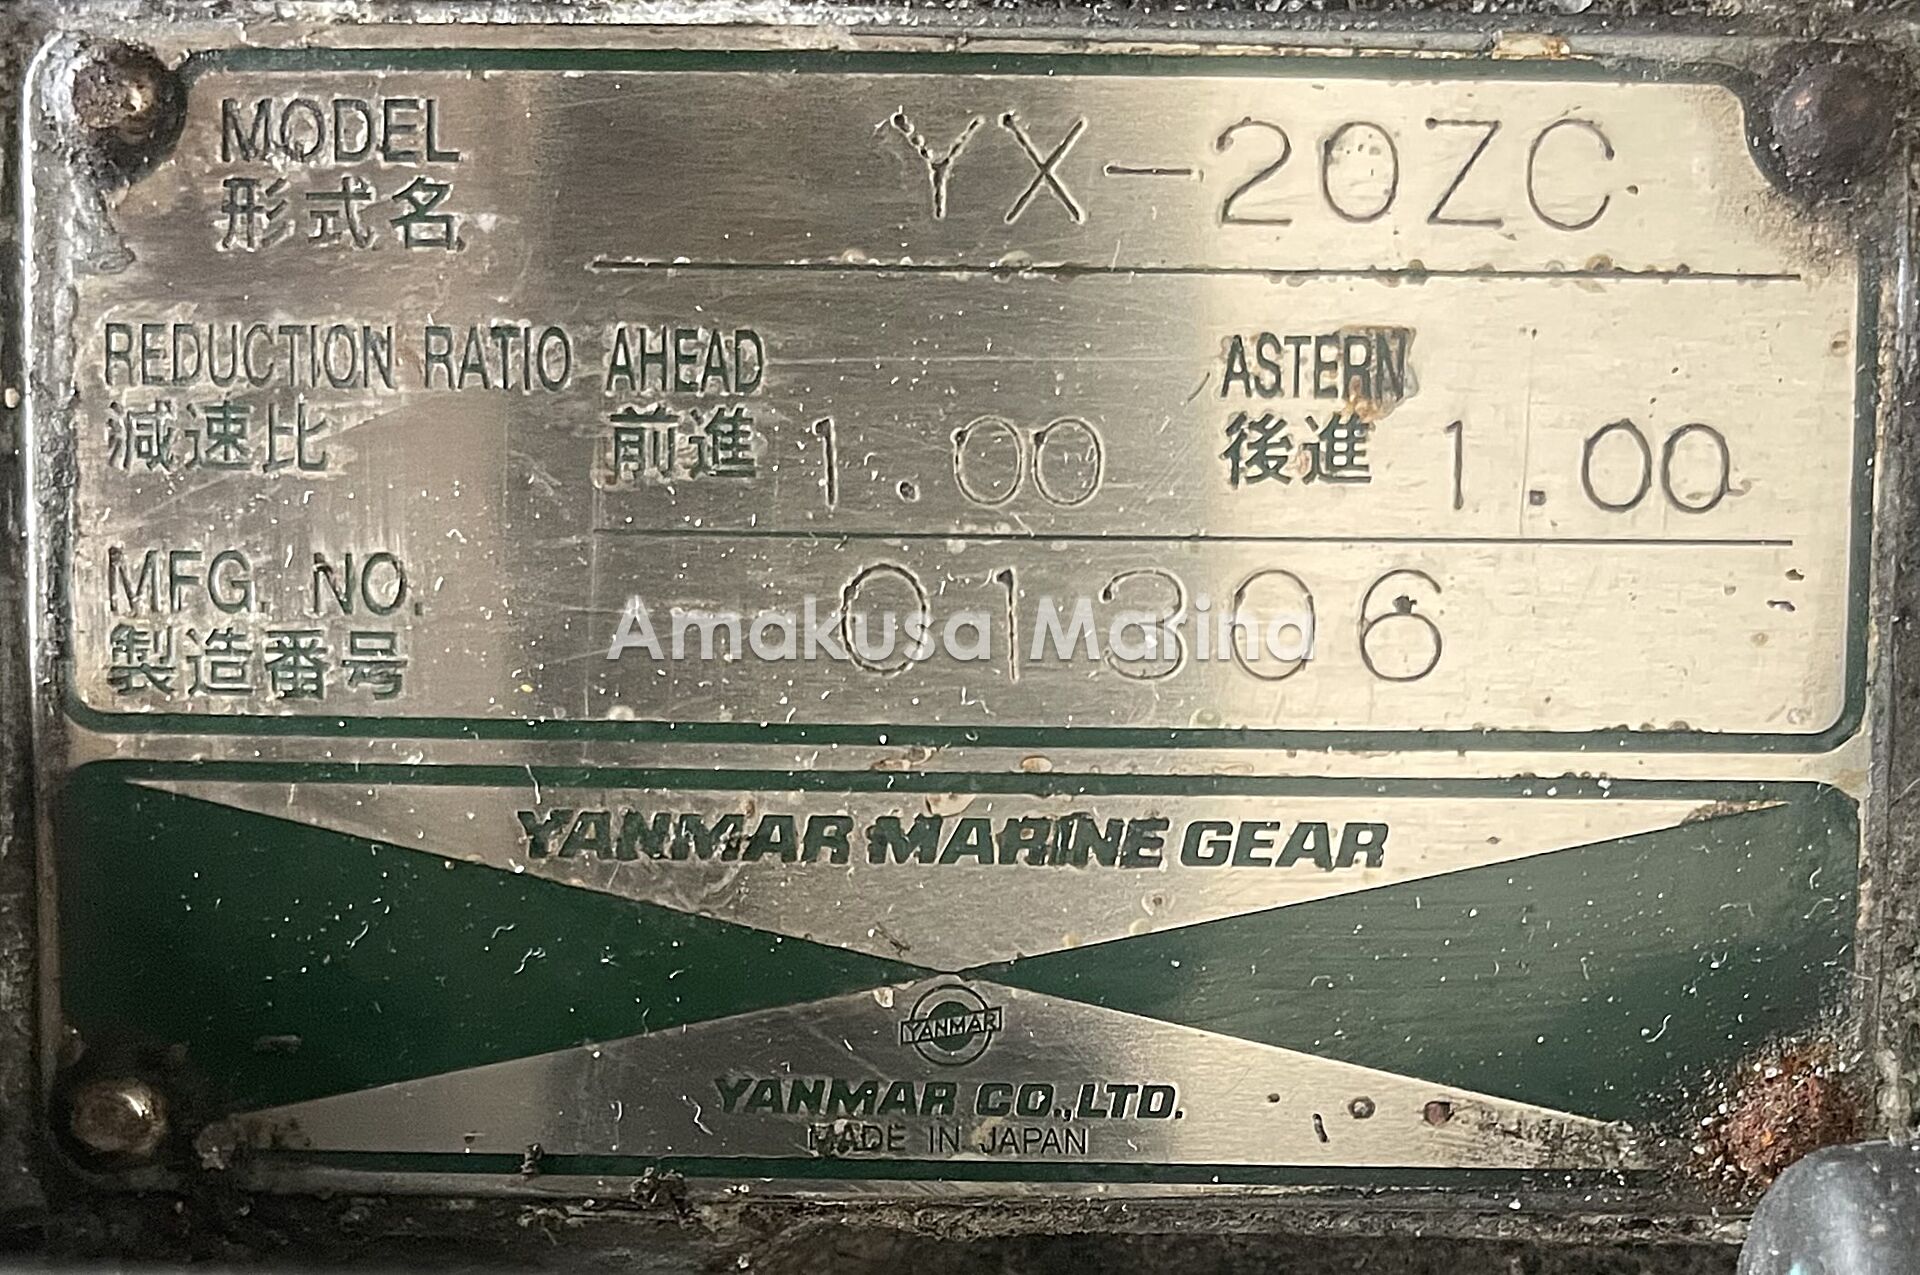 MODEL YX-20ZC
形式名
REDUCTION RATIO AHEAD ASTERN
減速比 前進 1.00 後進 1.00
MFG. NO. 01306
製造番号
Amakusa Marina
YANMAR MARINE GEAR
YANMAR
YANMAR CO.,LTD.
MADE IN JAPAN